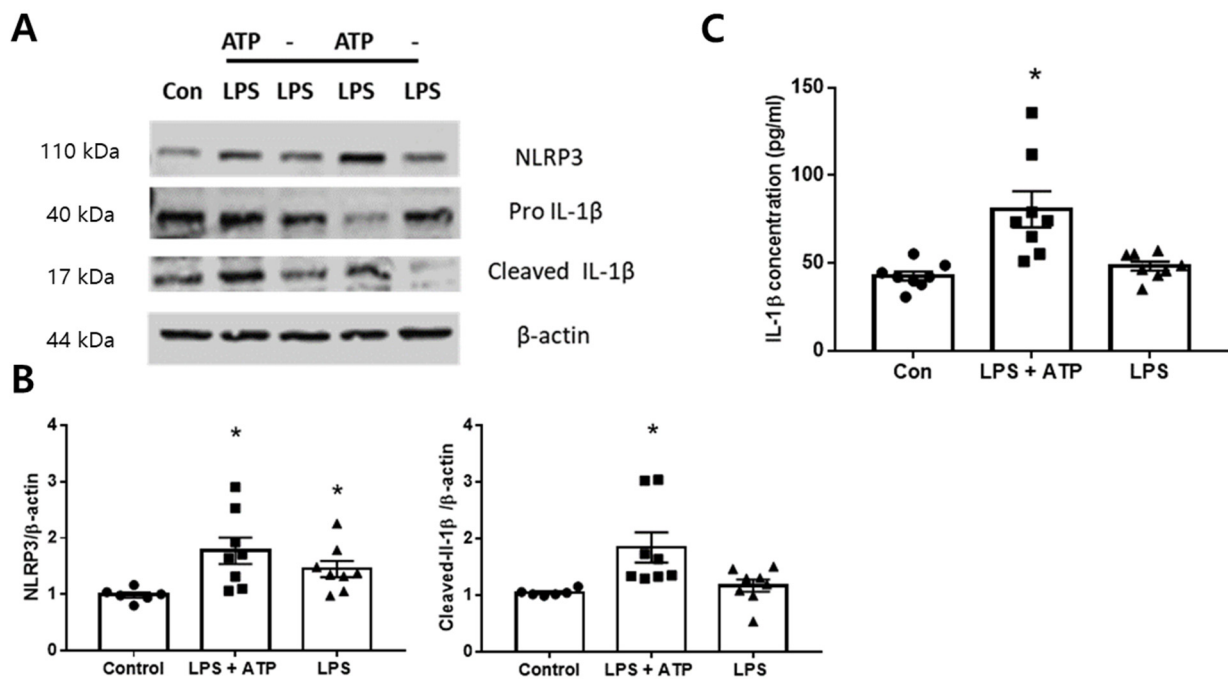 A
ATP - ATP -
Con LPS LPS LPS LPS
110 kDa NLRP3
40 kDa Pro IL-1β
17 kDa Cleaved IL-1β
44 kDa β-actin
B
NLRP3/β-actin
4
*
3
*
2
1
0
Control LPS + ATP LPS
Cleaved-Il-1β /β-actin
4
*
3
2
1
0
Control LPS + ATP LPS
C
IL-1β concentration (pg/ml)
150
*
100
50
0
Con LPS + ATP LPS